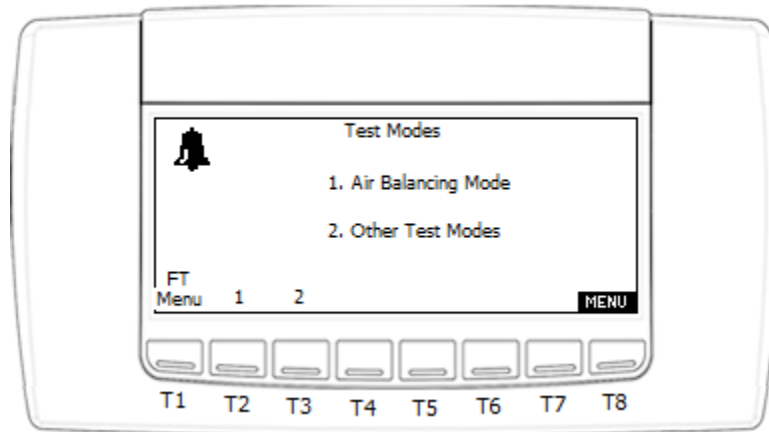 Test Modes
1. Air Balancing Mode
2. Other Test Modes
FT
Menu 1 2 MENU
T1 T2 T3 T4 T5 T6 T7 T8